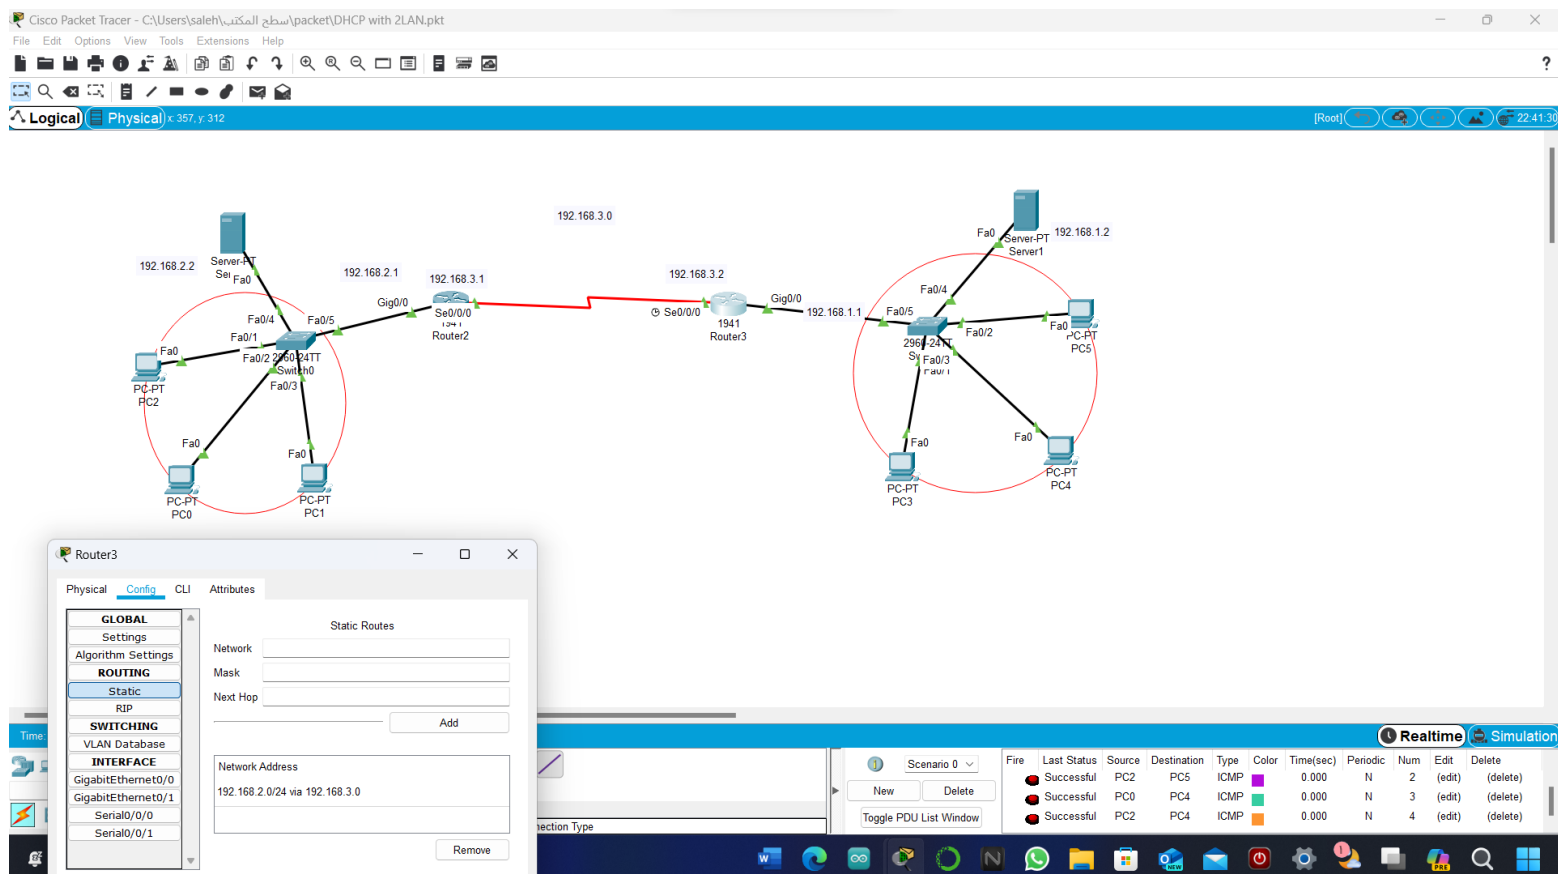 Cisco Packet Tracer - C:\Users\saleh\سطح المكتب\packet\DHCP with 2LAN.pkt
File Edit Options View Tools Extensions Help
?
Logical Physical x: 357, y: 312 [Root] 22:41:30
192.168.3.0
192.168.2.2
Server-PT
Fa0
192.168.2.1
192.168.3.1
Gig0/0
Se0/0/0
1941
Router2
Fa0/4
Fa0/5
Fa0/1
Fa0/2
2960-24TT
Switch0
Fa0/3
Fa0
PC-PT
PC2
Fa0
PC-PT
PC0
Fa0
PC-PT
PC1
192.168.3.2
Se0/0/0
Gig0/0
1941
Router3
192.168.1.1
Fa0
Server-PT
Server1
192.168.1.2
Fa0/4
Fa0/5
Fa0/2
2960-24TT
Fa0/3
Fa0/1
Fa0
PC-PT
PC5
Fa0
PC-PT
PC4
Fa0
PC-PT
PC3
Router3
Physical Config CLI Attributes
GLOBAL
Settings
Algorithm Settings
ROUTING
Static
RIP
SWITCHING
VLAN Database
INTERFACE
GigabitEthernet0/0
GigabitEthernet0/1
Serial0/0/0
Serial0/0/1
Static Routes
Network
Mask
Next Hop
Add
Network Address
192.168.2.0/24 via 192.168.3.0
Remove
Time:
Realtime Simulation
Scenario 0
New Delete
Toggle PDU List Window
Fire Last Status Source Destination Type Color Time(sec) Periodic Num Edit Delete
Successful PC2 PC5 ICMP 0.000 N 2 (edit) (delete)
Successful PC0 PC4 ICMP 0.000 N 3 (edit) (delete)
Successful PC2 PC4 ICMP 0.000 N 4 (edit) (delete)
Type